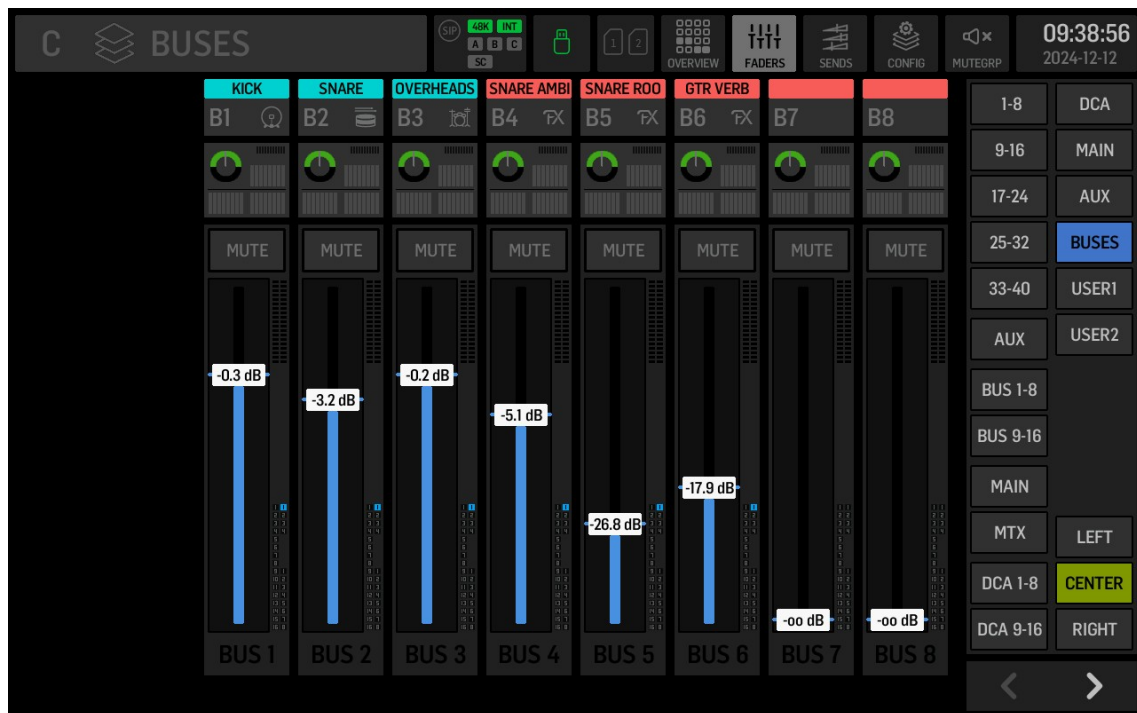 C BUSES
SIP 48K INT
A B C
SC
1 2
OVERVIEW FADERS SENDS CONFIG MUTEGRP
09:38:56
2024-12-12
KICK SNARE OVERHEADS SNARE AMBI SNARE ROO GTR VERB
B1 B2 B3 B4 FX B5 FX B6 FX B7 B8
MUTE MUTE MUTE MUTE MUTE MUTE MUTE MUTE
-0.3 dB -3.2 dB -0.2 dB -5.1 dB -26.8 dB -17.9 dB -oo dB -oo dB
BUS 1 BUS 2 BUS 3 BUS 4 BUS 5 BUS 6 BUS 7 BUS 8
1-8 DCA
9-16 MAIN
17-24 AUX
25-32 BUSES
33-40 USER1
AUX USER2
BUS 1-8
BUS 9-16
MAIN
MTX LEFT
DCA 1-8 CENTER
DCA 9-16 RIGHT